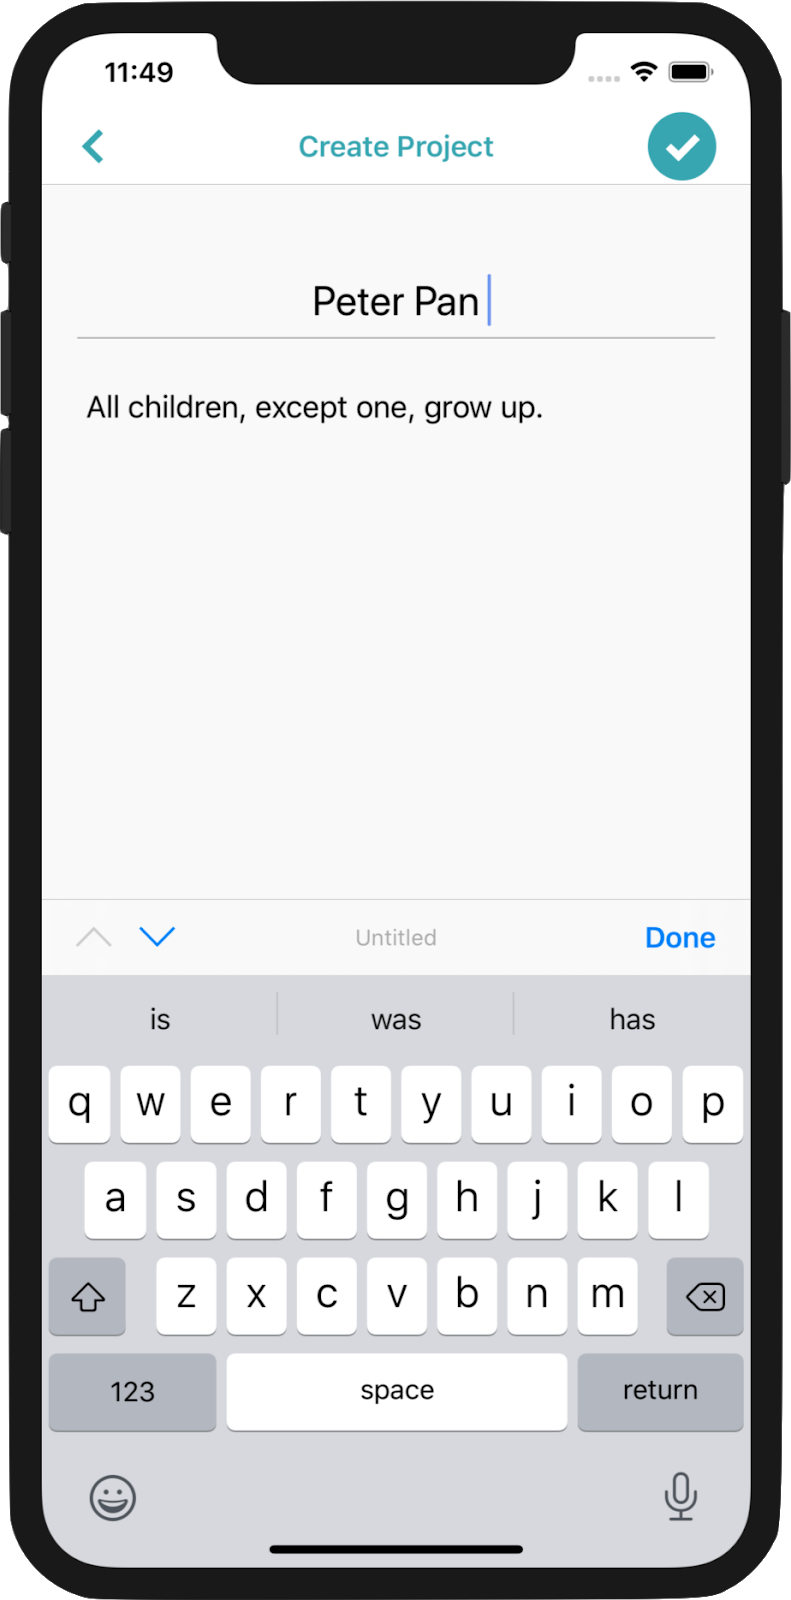 11:49
Create Project
Peter Pan
All children, except one, grow up.
Untitled Done
is was has
q w e r t y u i o p
a s d f g h j k l
z x c v b n m
123 space return